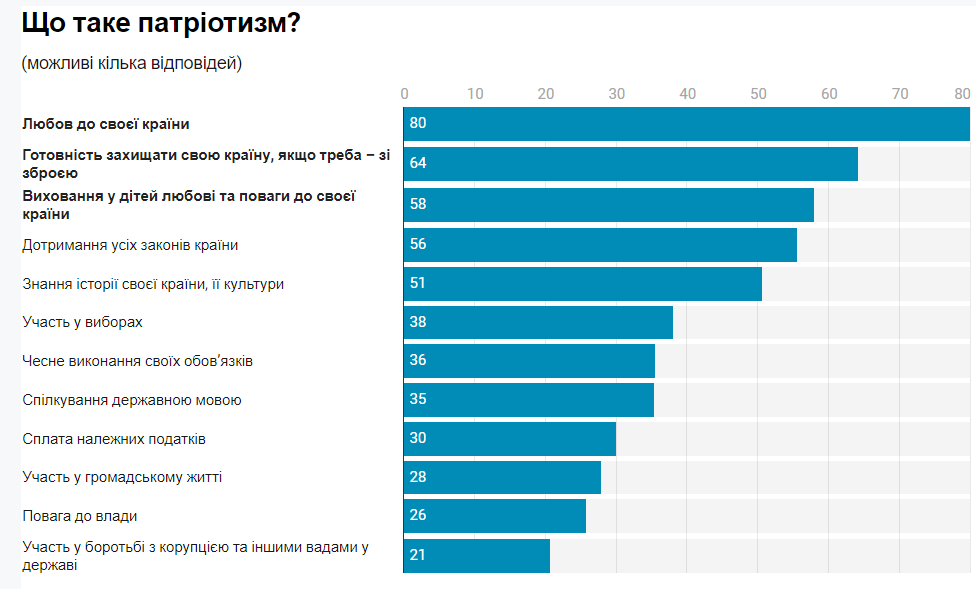 Що таке патріотизм?
(можливі кілька відповідей)
0 10 20 30 40 50 60 70 80
Любов до своєї країни 80
Готовність захищати свою країну, якщо треба – зі
зброєю 64
Виховання у дітей любові та поваги до своєї
країни 58
Дотримання усіх законів країни 56
Знання історії своєї країни, її культури 51
Участь у виборах 38
Чесне виконання своїх обов’язків 36
Спілкування державною мовою 35
Сплата належних податків 30
Участь у громадському житті 28
Повага до влади 26
Участь у боротьбі з корупцією та іншими вадами у
державі 21